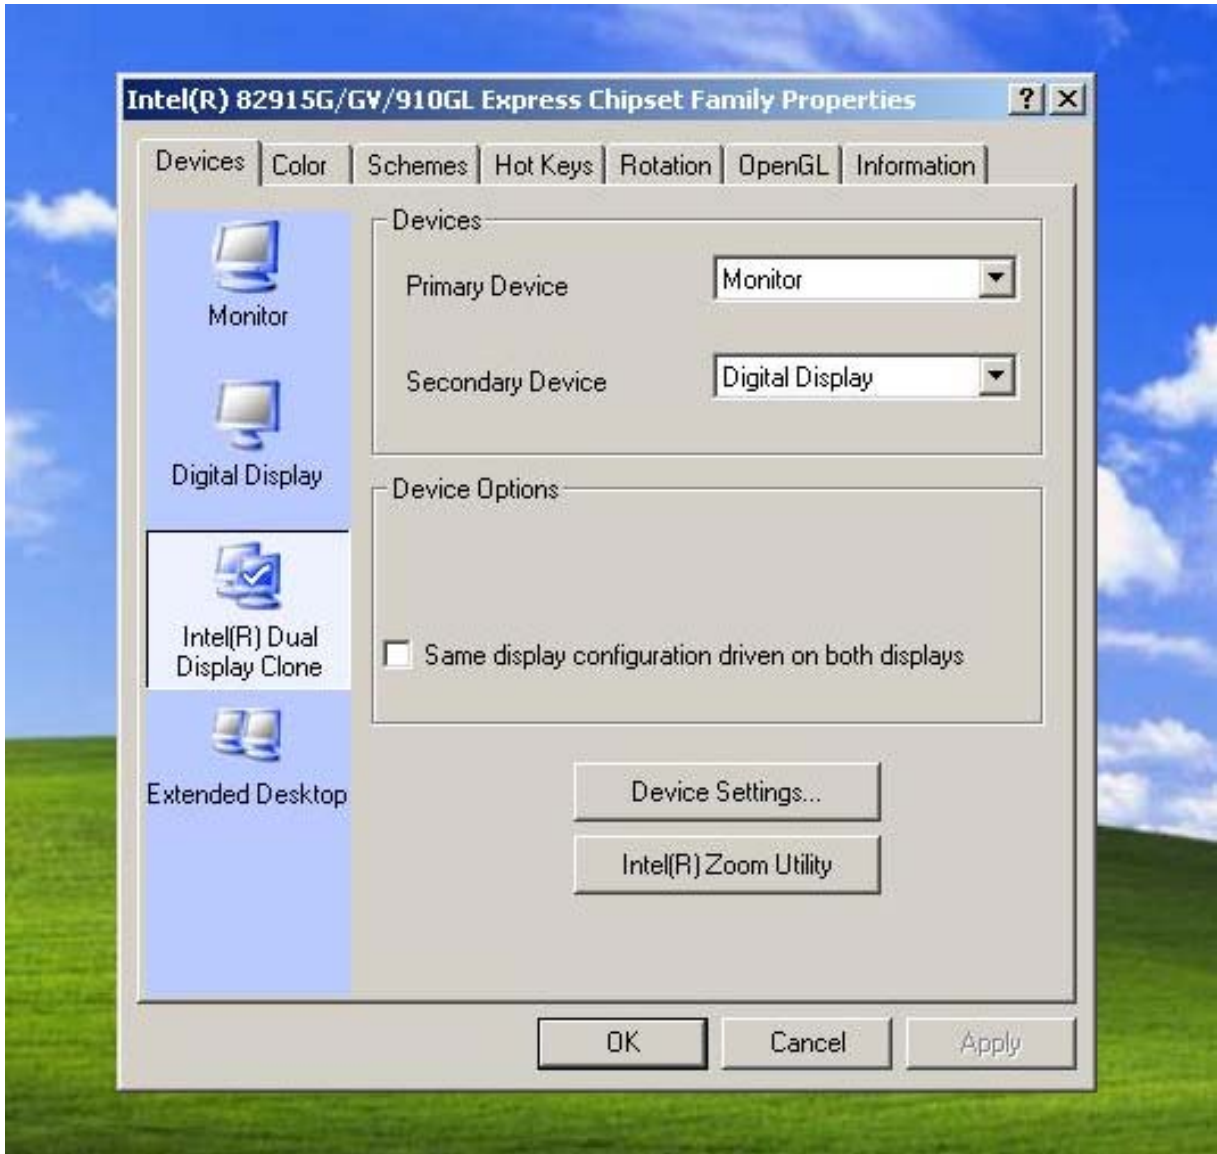 Intel(R) 82915G/GV/910GL Express Chipset Family Properties
Devices Color Schemes Hot Keys Rotation OpenGL Information
Monitor
Digital Display
Intel(R) Dual
Display Clone
Extended Desktop
Devices
Primary Device Monitor
Secondary Device Digital Display
Device Options
Same display configuration driven on both displays
Device Settings...
Intel(R) Zoom Utility
OK Cancel Apply